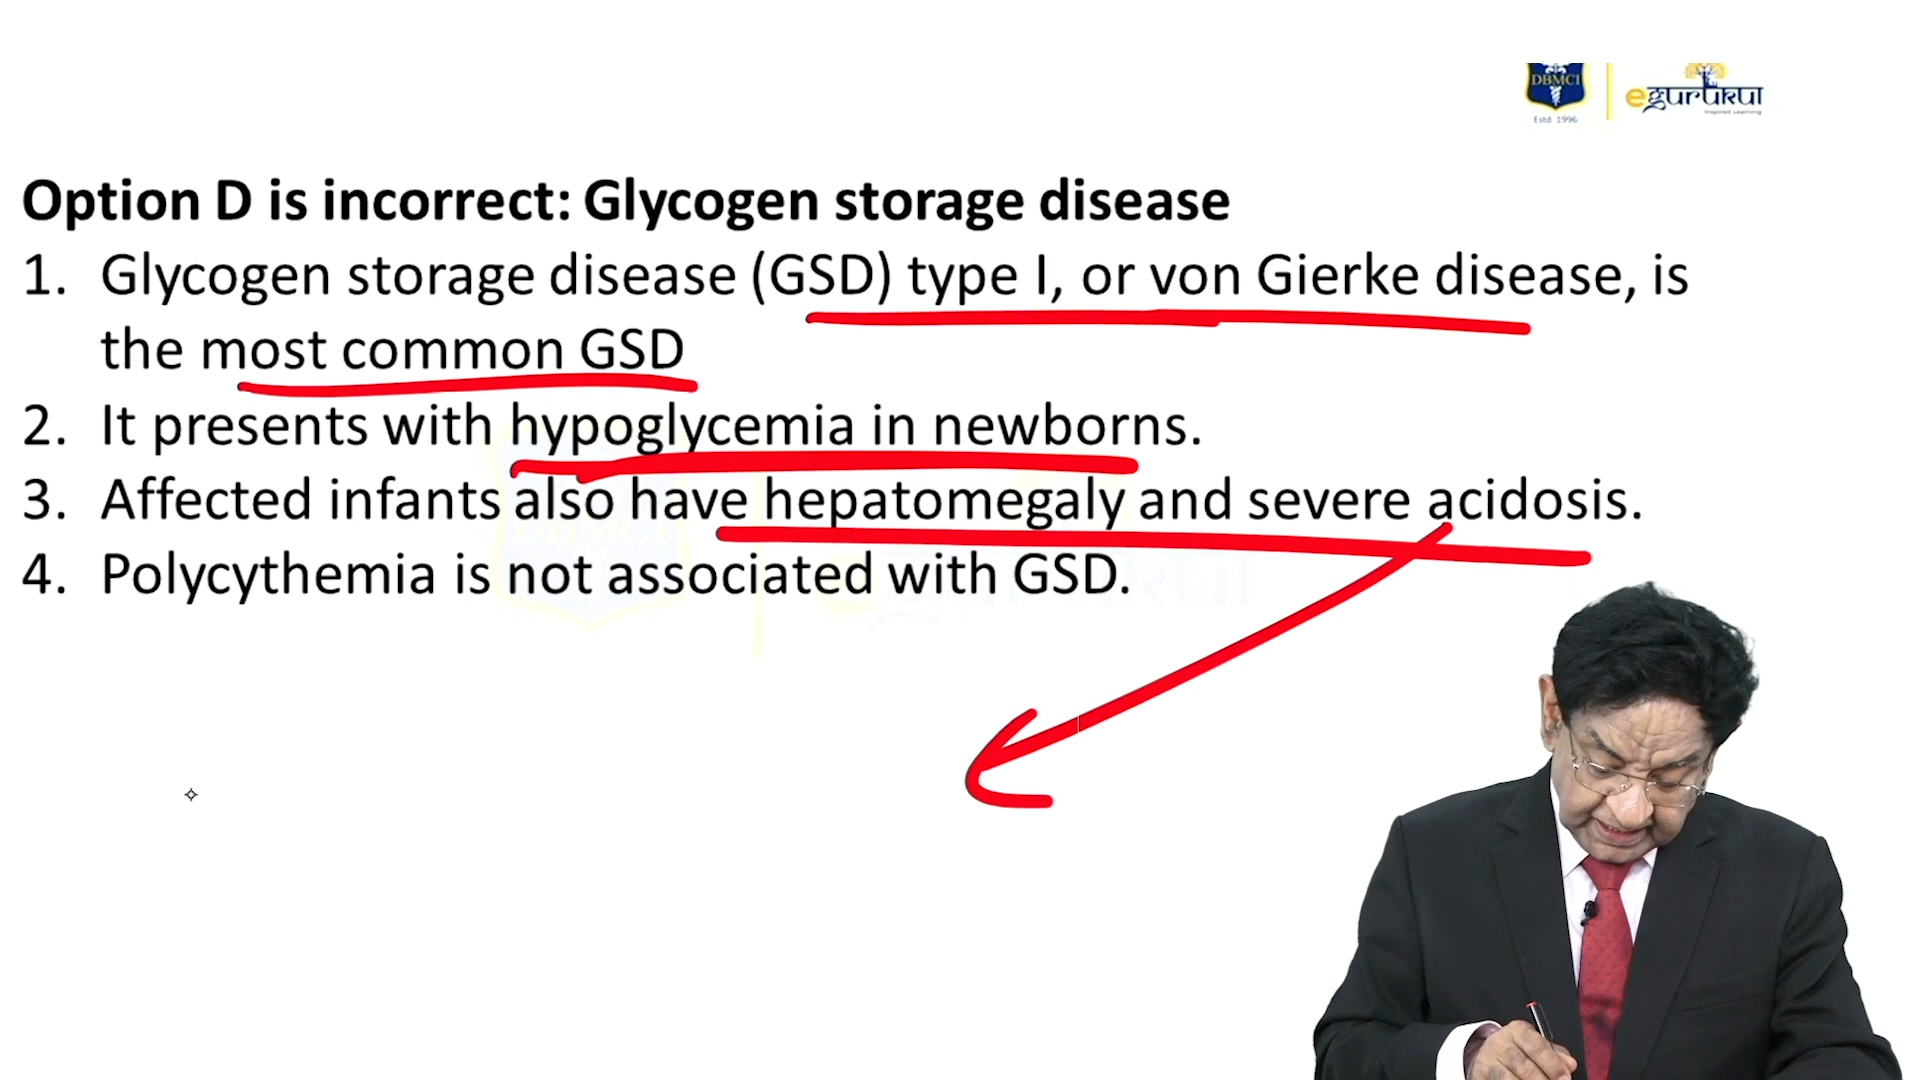 DBMCI
Estd. 1996
egurukul
Inspired Learning
Option D is incorrect: Glycogen storage disease
1. Glycogen storage disease (GSD) type I, or von Gierke disease, is
the most common GSD
2. It presents with hypoglycemia in newborns.
3. Affected infants also have hepatomegaly and severe acidosis.
4. Polycythemia is not associated with GSD.